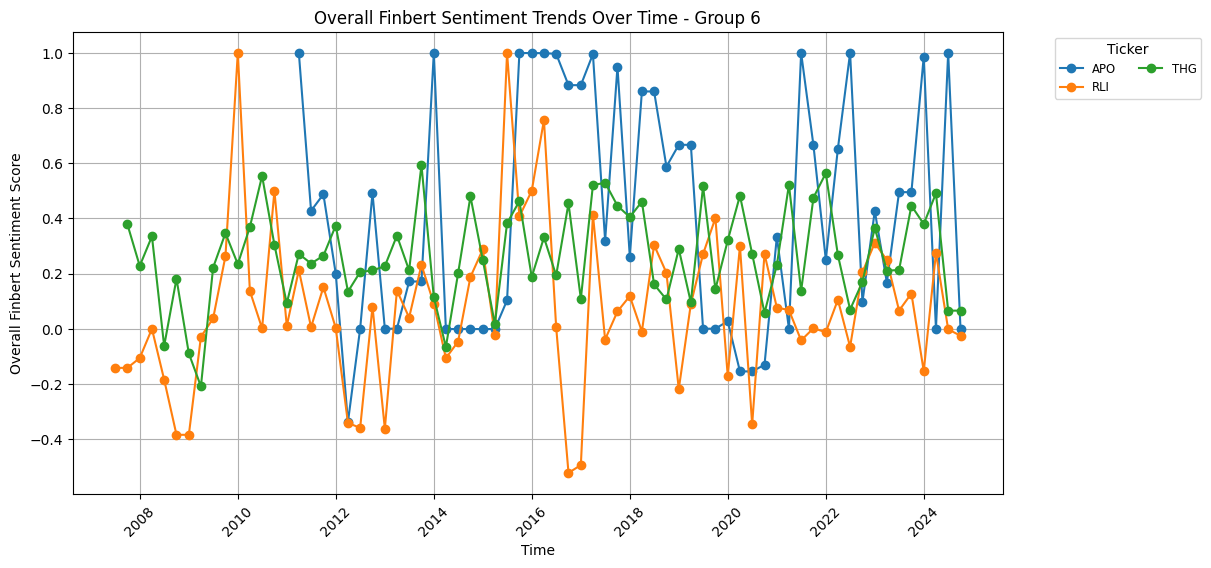 Overall Finbert Sentiment Trends Over Time - Group 6
Overall Finbert Sentiment Score
1.0
0.8
0.6
0.4
0.2
0.0
−0.2
−0.4
2008
2010
2012
2014
2016
2018
2020
2022
2024
Time
Ticker
APO
RLI
THG